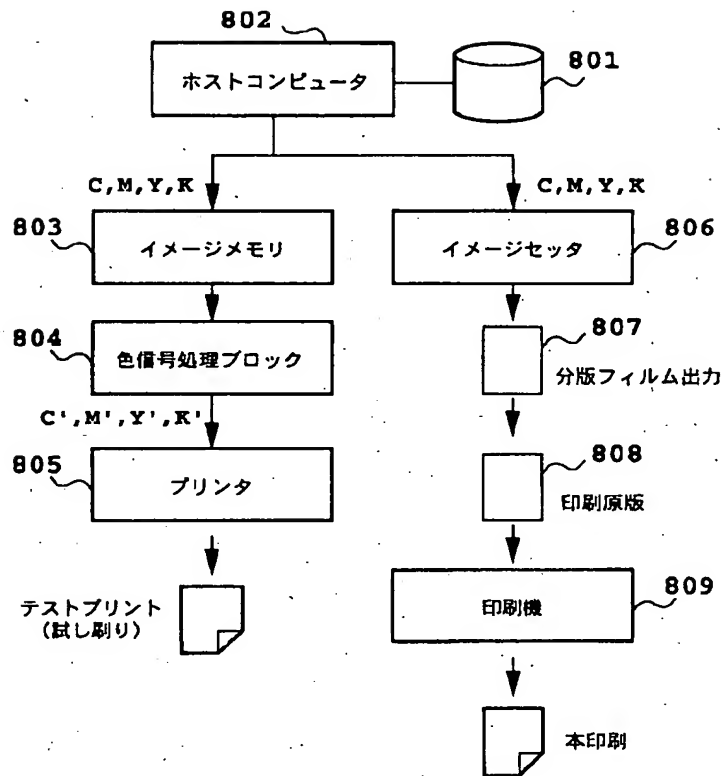 802
ホストコンピュータ
801
C,M,Y,K
C,M,Y,K
803
イメージメモリ
イメージセッタ
806
804
色信号処理ブロック
807
分版フィルム出力
C',M',Y',K'
805
プリンタ
808
印刷原版
テストプリント
(試し刷り)
印刷機
809
本印刷